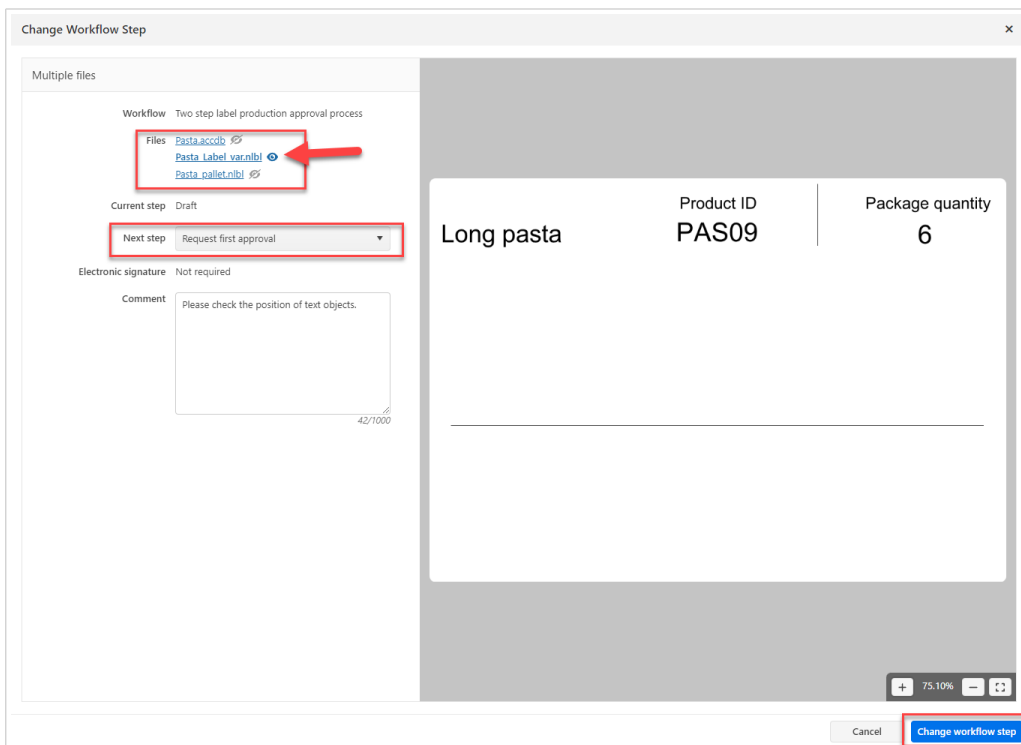 Change Workflow Step
Multiple files
Workflow Two step label production approval process
Files Pasta.accdb
Pasta_Label_var.nlbl
Pasta_pallet.nlbl
Current step Draft
Next step Request first approval
Electronic signature Not required
Comment Please check the position of text objects.
42/1000
Product ID Package quantity
Long pasta PAS09 6
75.10%
Cancel Change workflow step